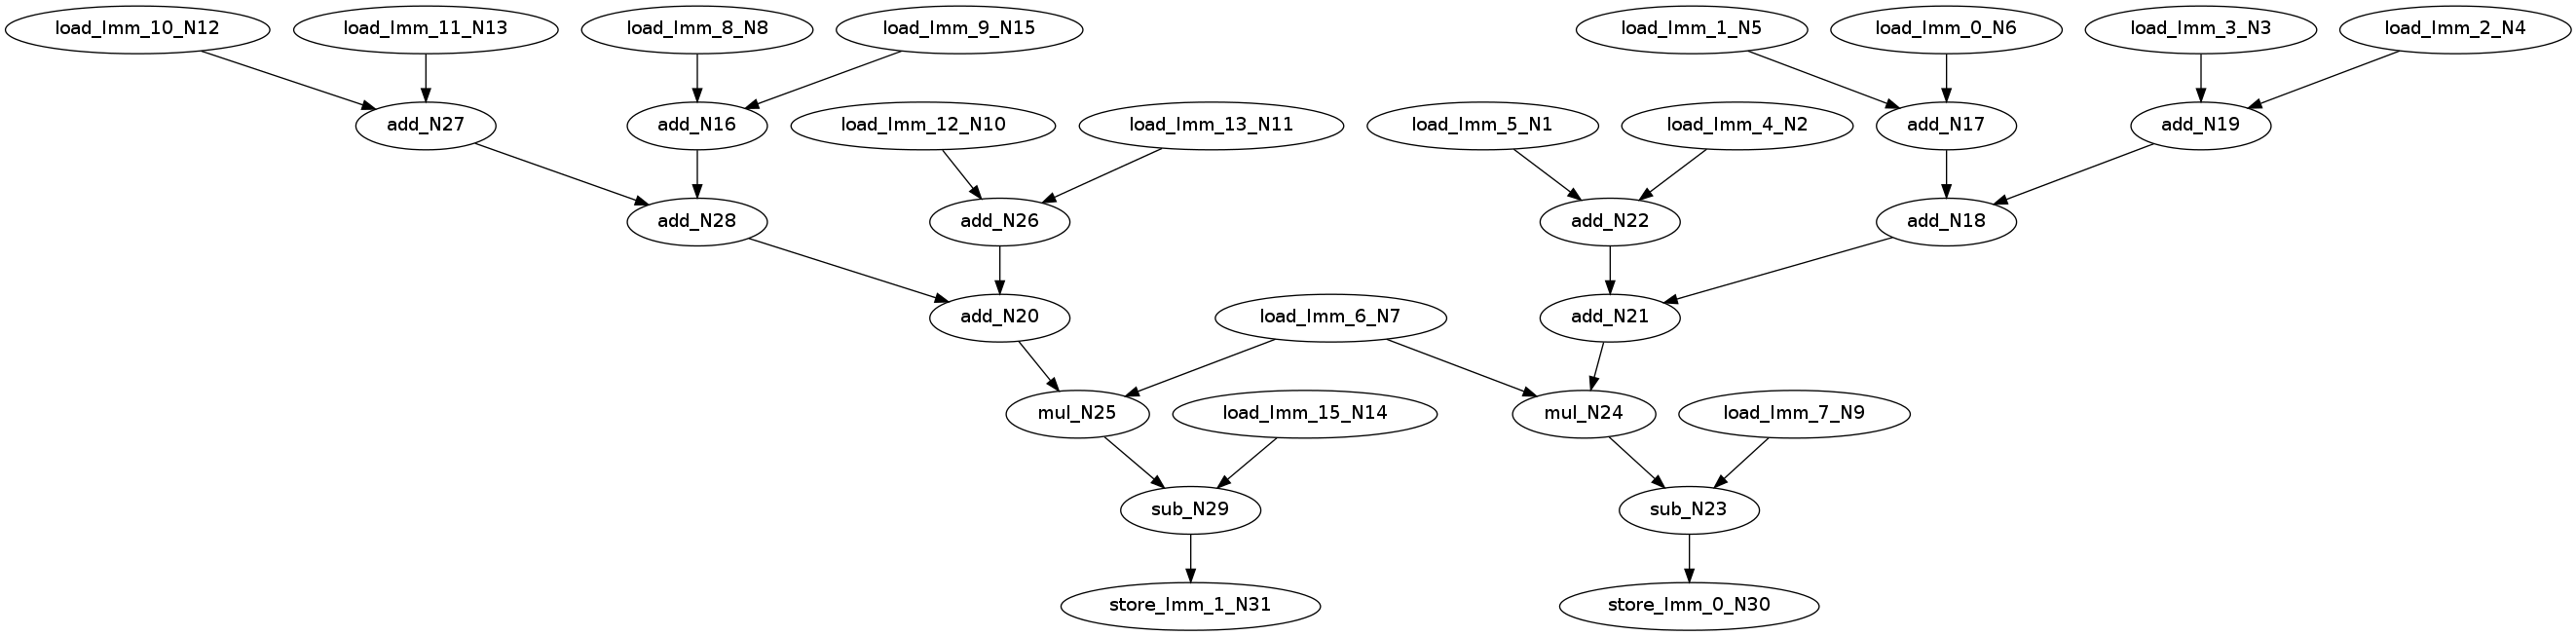 load_Imm_10_N12
load_Imm_11_N13
load_Imm_8_N8
load_Imm_9_N15
load_Imm_1_N5
load_Imm_0_N6
load_Imm_3_N3
load_Imm_2_N4
add_N27
add_N16
load_Imm_12_N10
load_Imm_13_N11
load_Imm_5_N1
load_Imm_4_N2
add_N17
add_N19
add_N28
add_N26
add_N22
add_N18
add_N20
load_Imm_6_N7
add_N21
mul_N25
load_Imm_15_N14
mul_N24
load_Imm_7_N9
sub_N29
sub_N23
store_Imm_1_N31
store_Imm_0_N30